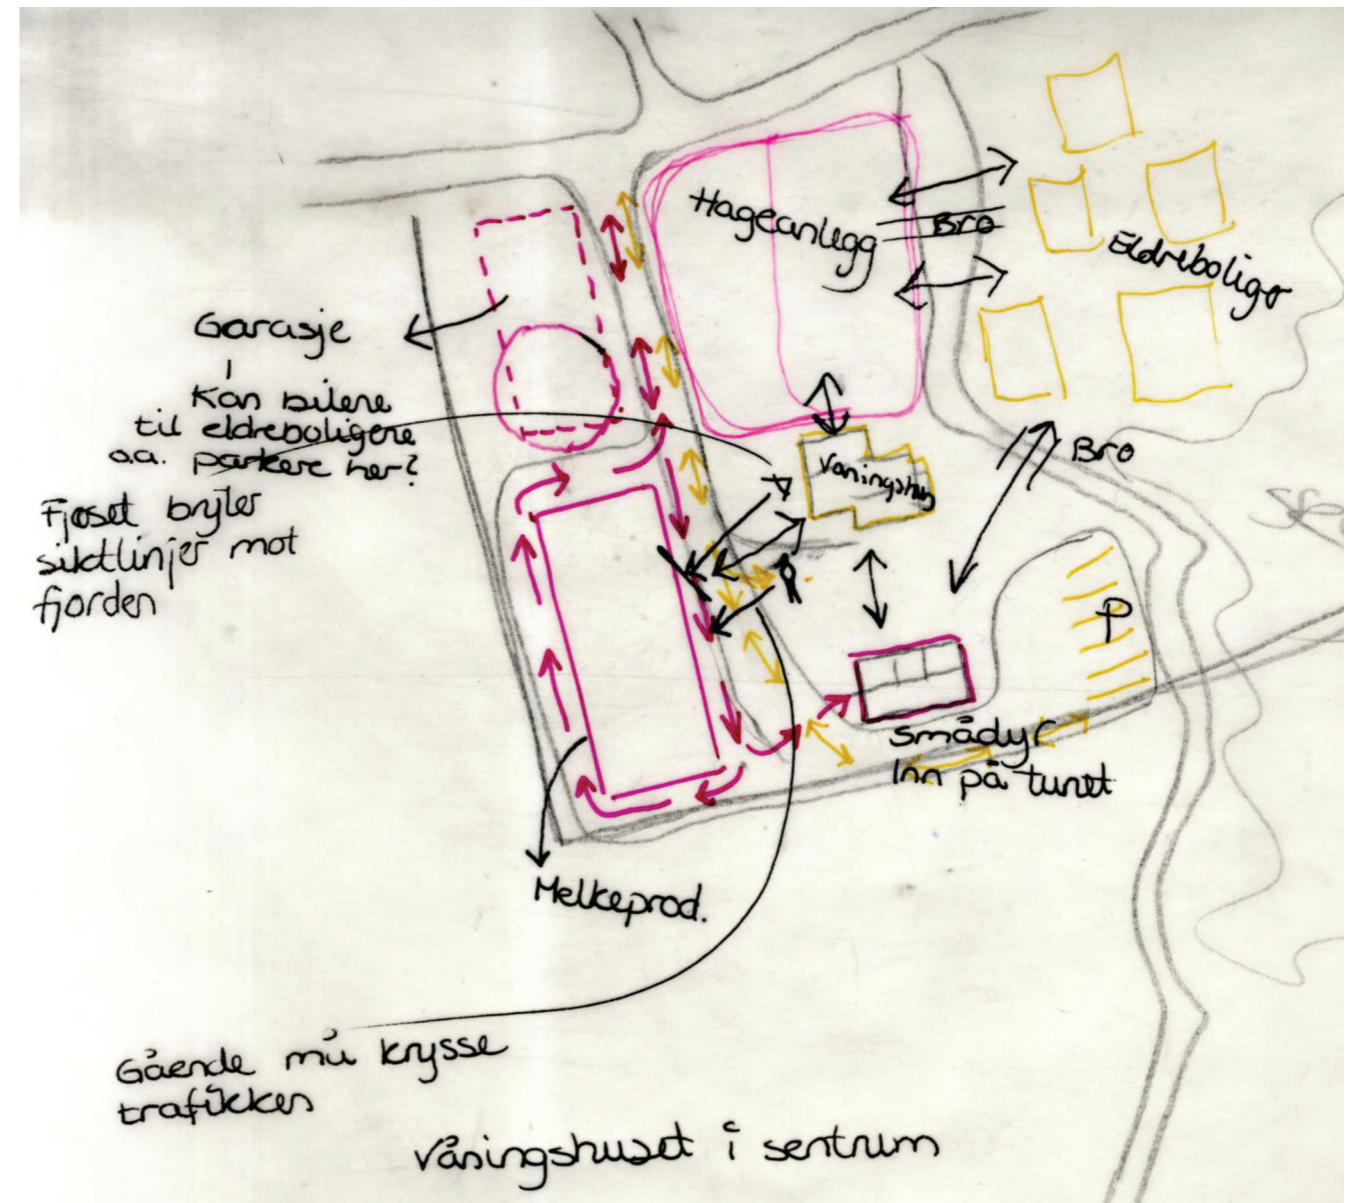 Hageanlegg
Bro
Eldreboliger
Garasje
Kan bilene
til eldreboligene
o.a. parkere her?
Fjøset bryter
siktlinjer mot
fjorden
Våningshus
Bro
P
smådyr
Inn på tunet
Melkeprod.
Gående må krysse
trafikken
Våningshuset i sentrum